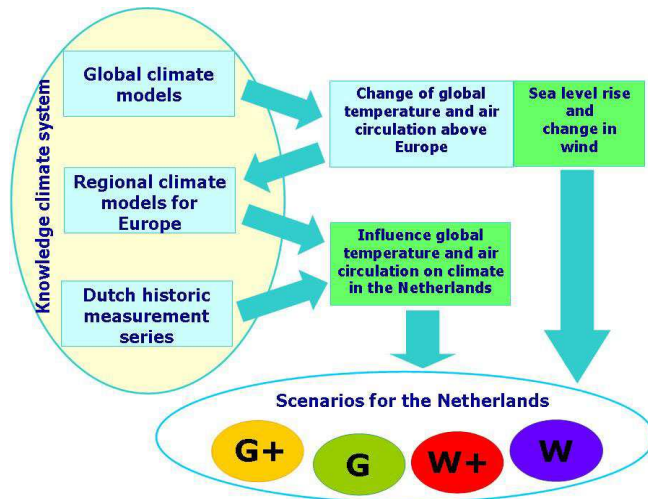 Knowledge climate system
Global climate
models
Change of global
temperature and air
circulation above
Europe
Sea level rise
and
change in
wind
Regional climate
models for
Europe
Influence global
temperature and air
circulation on climate
in the Netherlands
Dutch historic
measurement
series
Scenarios for the Netherlands
G+
G
W+
W